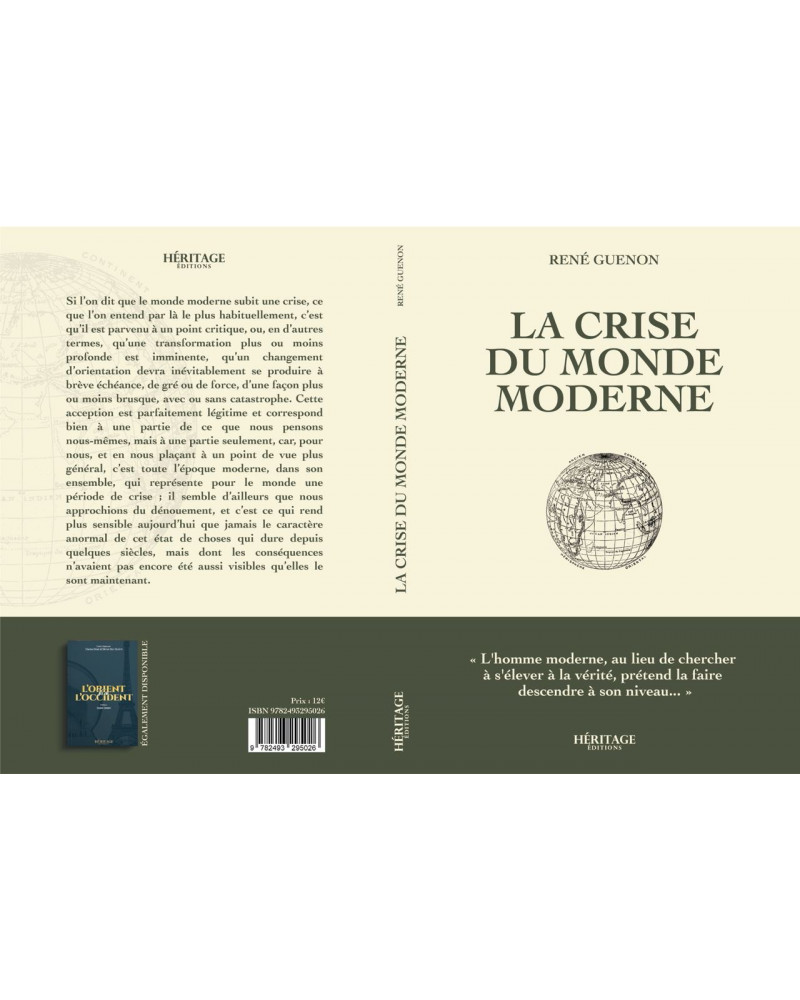 HÉRITAGE
ÉDITIONS
Si l'on dit que le monde moderne subit une crise, ce
que l'on entend par là le plus habituellement, c'est
qu'il est parvenu à un point critique, ou, en d'autres
termes, qu'une transformation plus ou moins
profonde est imminente, qu'un changement
d'orientation devra inévitablement se produire à
brève échéance, de gré ou de force, d'une façon plus
ou moins brusque, avec ou sans catastrophe. Cette
acception est parfaitement légitime et correspond
bien à une partie de ce que nous pensons
nous-mêmes, mais à une partie seulement, car, pour
nous, et en nous plaçant à un point de vue plus
général, c'est toute l'époque moderne, dans son
ensemble, qui représente pour le monde une
période de crise ; il semble d'ailleurs que nous
approchions du dénouement, et c'est ce qui rend
plus sensible aujourd'hui que jamais le caractère
anormal de cet état de choses qui dure depuis
quelques siècles, mais dont les conséquences
n'avaient pas encore été aussi visibles qu'elles le
sont maintenant.
L'ORIENT
L'OCCIDENT
HÉRITAGE
ÉGALEMENT DISPONIBLE
Prix : 12€
ISBN 9782493295026
9 782493 295026
RENÉ GUENON
LA CRISE DU MONDE MODERNE
HÉRITAGE
ÉDITIONS
RENÉ GUENON
LA CRISE
DU MONDE
MODERNE
CONTINENT
« L'homme moderne, au lieu de chercher
à s'élever à la vérité, prétend la faire
descendre à son niveau... »
HÉRITAGE
ÉDITIONS